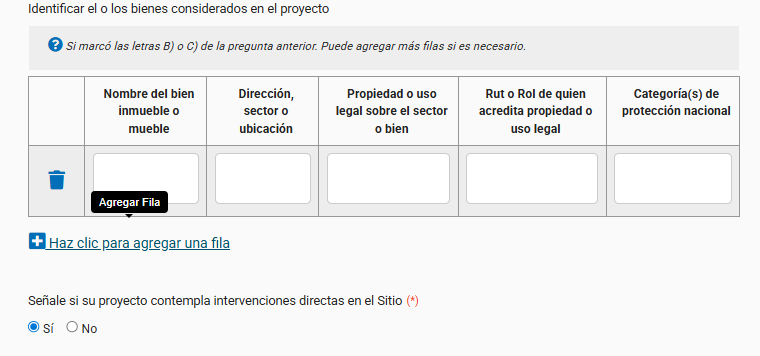 Identificar el o los bienes considerados en el proyecto
? Si marcó las letras B) o C) de la pregunta anterior. Puede agregar más filas si es necesario.
Nombre del bien inmueble o mueble
Dirección, sector o ubicación
Propiedad o uso legal sobre el sector o bien
Rut o Rol de quien acredita propiedad o uso legal
Categoría(s) de protección nacional
Agregar Fila
Haz clic para agregar una fila
Señale si su proyecto contempla intervenciones directas en el Sitio (*)
Sí No